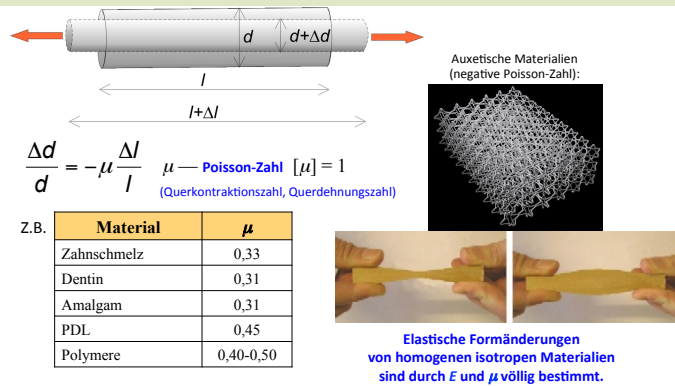 d
d+Δd
l
l+Δl
Δd/d = −μ Δl/l
μ — Poisson-Zahl [μ] = 1
(Querkontraktionszahl, Querdehnungszahl)
Z.B.
Material μ
Zahnschmelz 0,33
Dentin 0,31
Amalgam 0,31
PDL 0,45
Polymere 0,40-0,50
Auxetische Materialien
(negative Poisson-Zahl):
Elastische Formänderungen
von homogenen isotropen Materialien
sind durch E und μ völlig bestimmt.